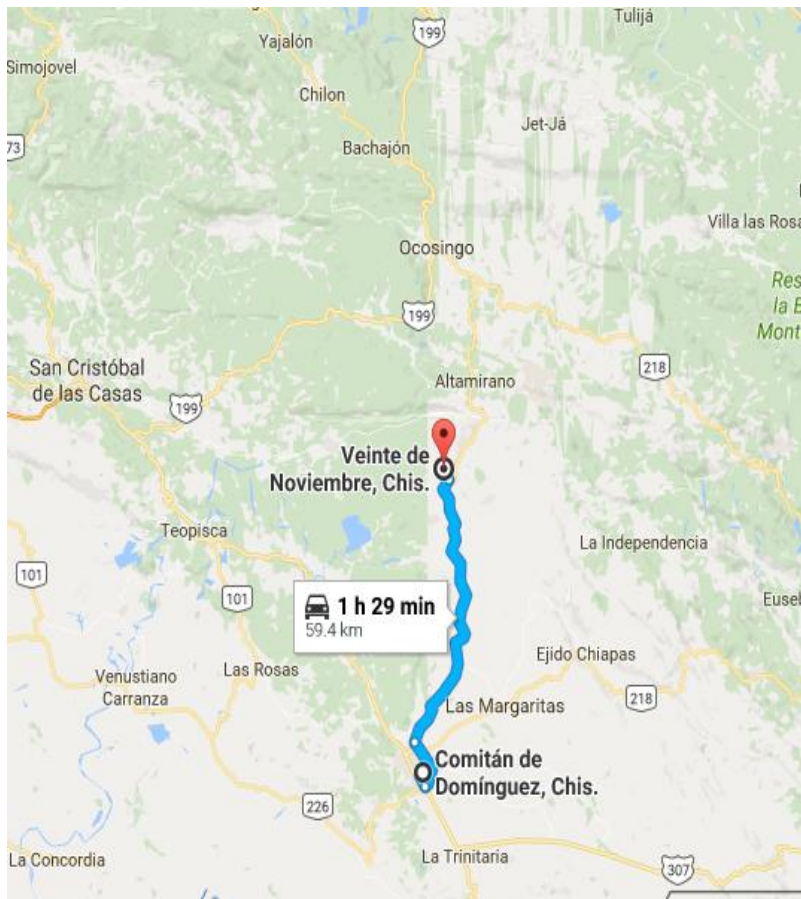 Tulijá
199
Yajalón
Simojovel
Chilon
Jet-Já
73
Bachajón
Villa las Rosa
Ocosingo
Res
la B
Mont
199
218
San Cristóbal
de las Casas
Altamirano
199
Veinte de
Noviembre, Chis.
Teopisca
La Independencia
101
101
1 h 29 min
59.4 km
Euseb
Ejido Chiapas
Las Rosas
Venustiano
Carranza
218
Las Margaritas
Comitán de
Domínguez, Chis.
226
La Concordia
La Trinitaria
307